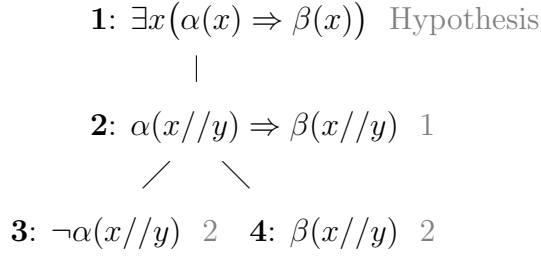 1: ∃x(α(x) ⇒ β(x)) Hypothesis
2: α(x//y) ⇒ β(x//y) 1
3: ¬α(x//y) 2 4: β(x//y) 2